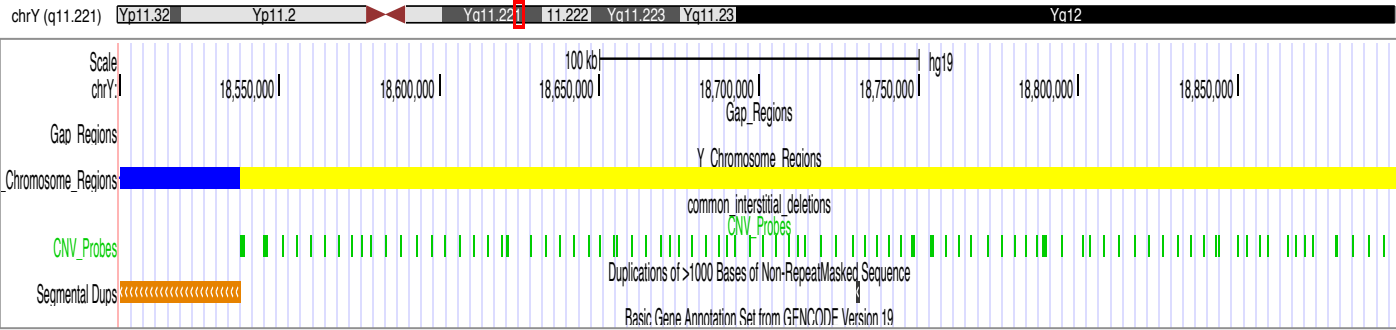 chrY (q11.221) Yp11.32 Yp11.2 Yq11.221 11.222 Yq11.223 Yq11.23 Yq12
Scale 100 kb hg19
chrY: 18,550,000 18,600,000 18,650,000 18,700,000 18,750,000 18,800,000 18,850,000
Gap_Regions
Gap_Regions
Y_Chromosome_Regions
_Chromosome_Regions
common_interstitial_deletions
CNV_Probes
CNV_Probes
Duplications of >1000 Bases of Non-RepeatMasked Sequence
Segmental Dups
Basic Gene Annotation Set from GENCODE Version 19